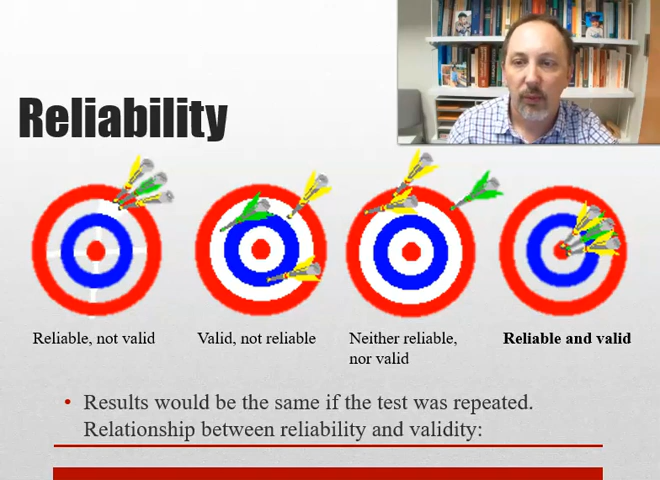 Reliability
Reliable, not valid
Valid, not reliable
Neither reliable,
nor valid
Reliable and valid
• Results would be the same if the test was repeated.
Relationship between reliability and validity: